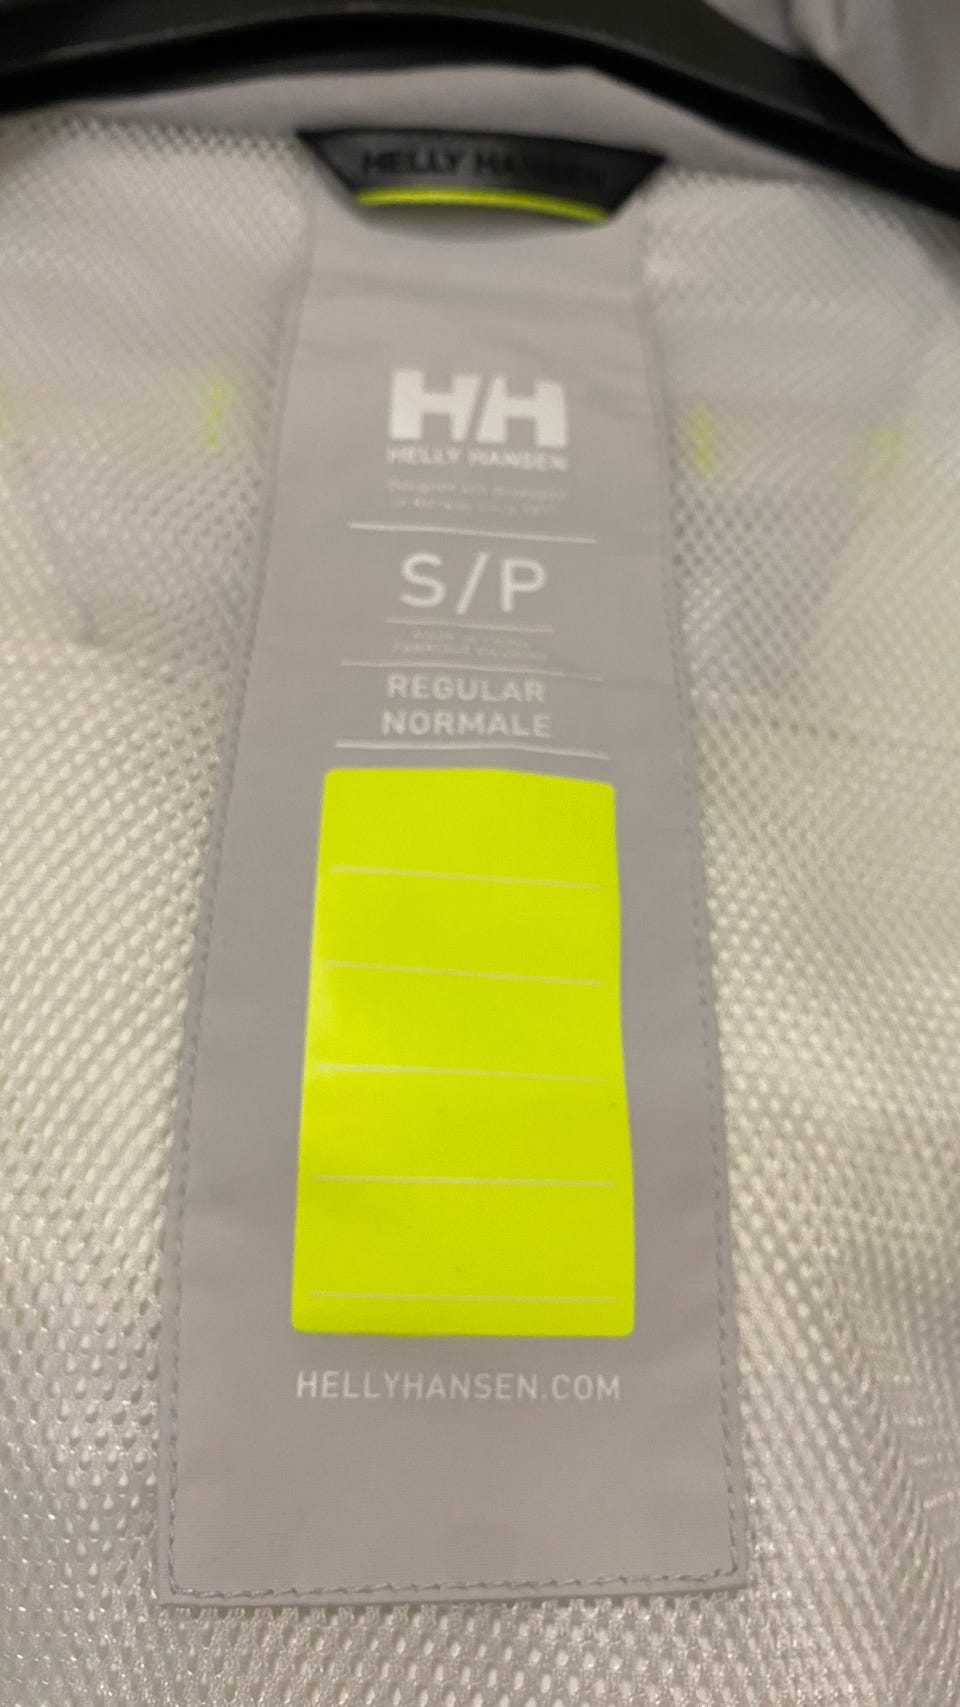 HELLY HANSEN
HH
HELLY HANSEN
S/P
REGULAR
NORMALE
HELLYHANSEN.COM